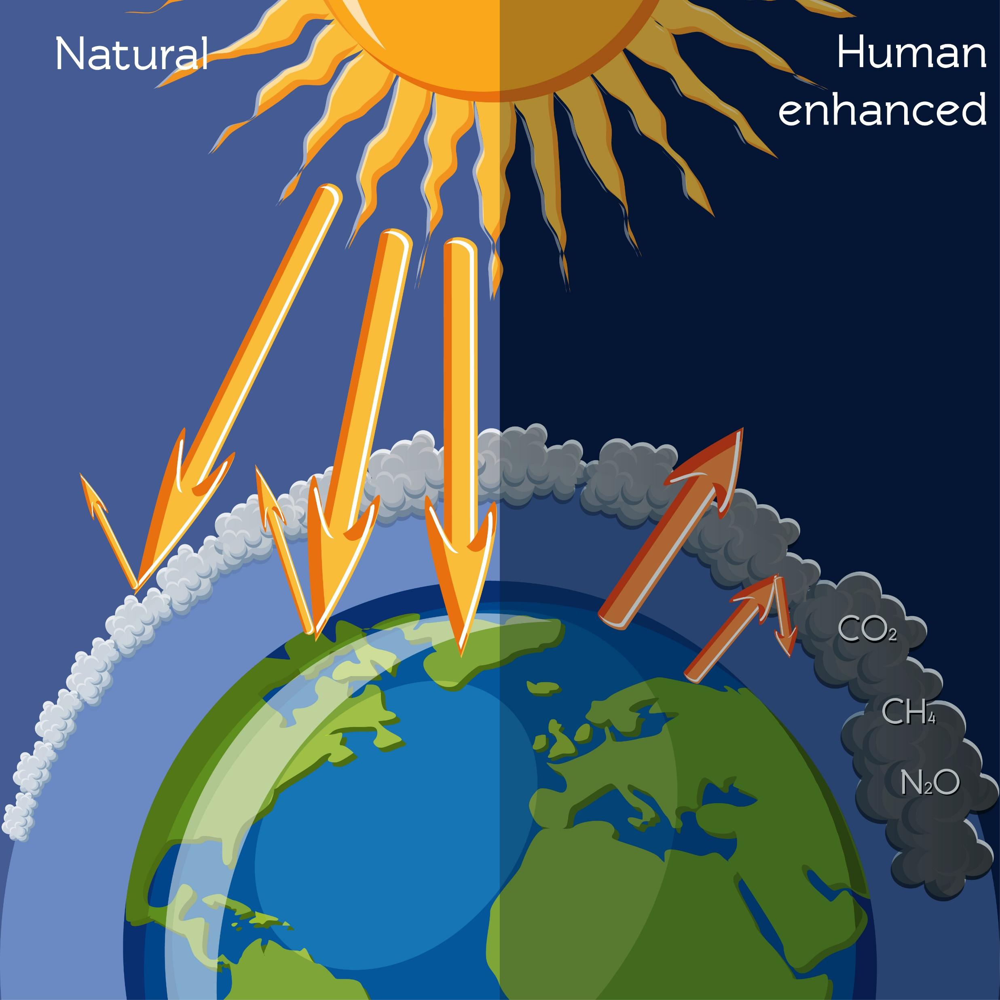 Natural
Human
enhanced
CO₂
CH₄
N₂O